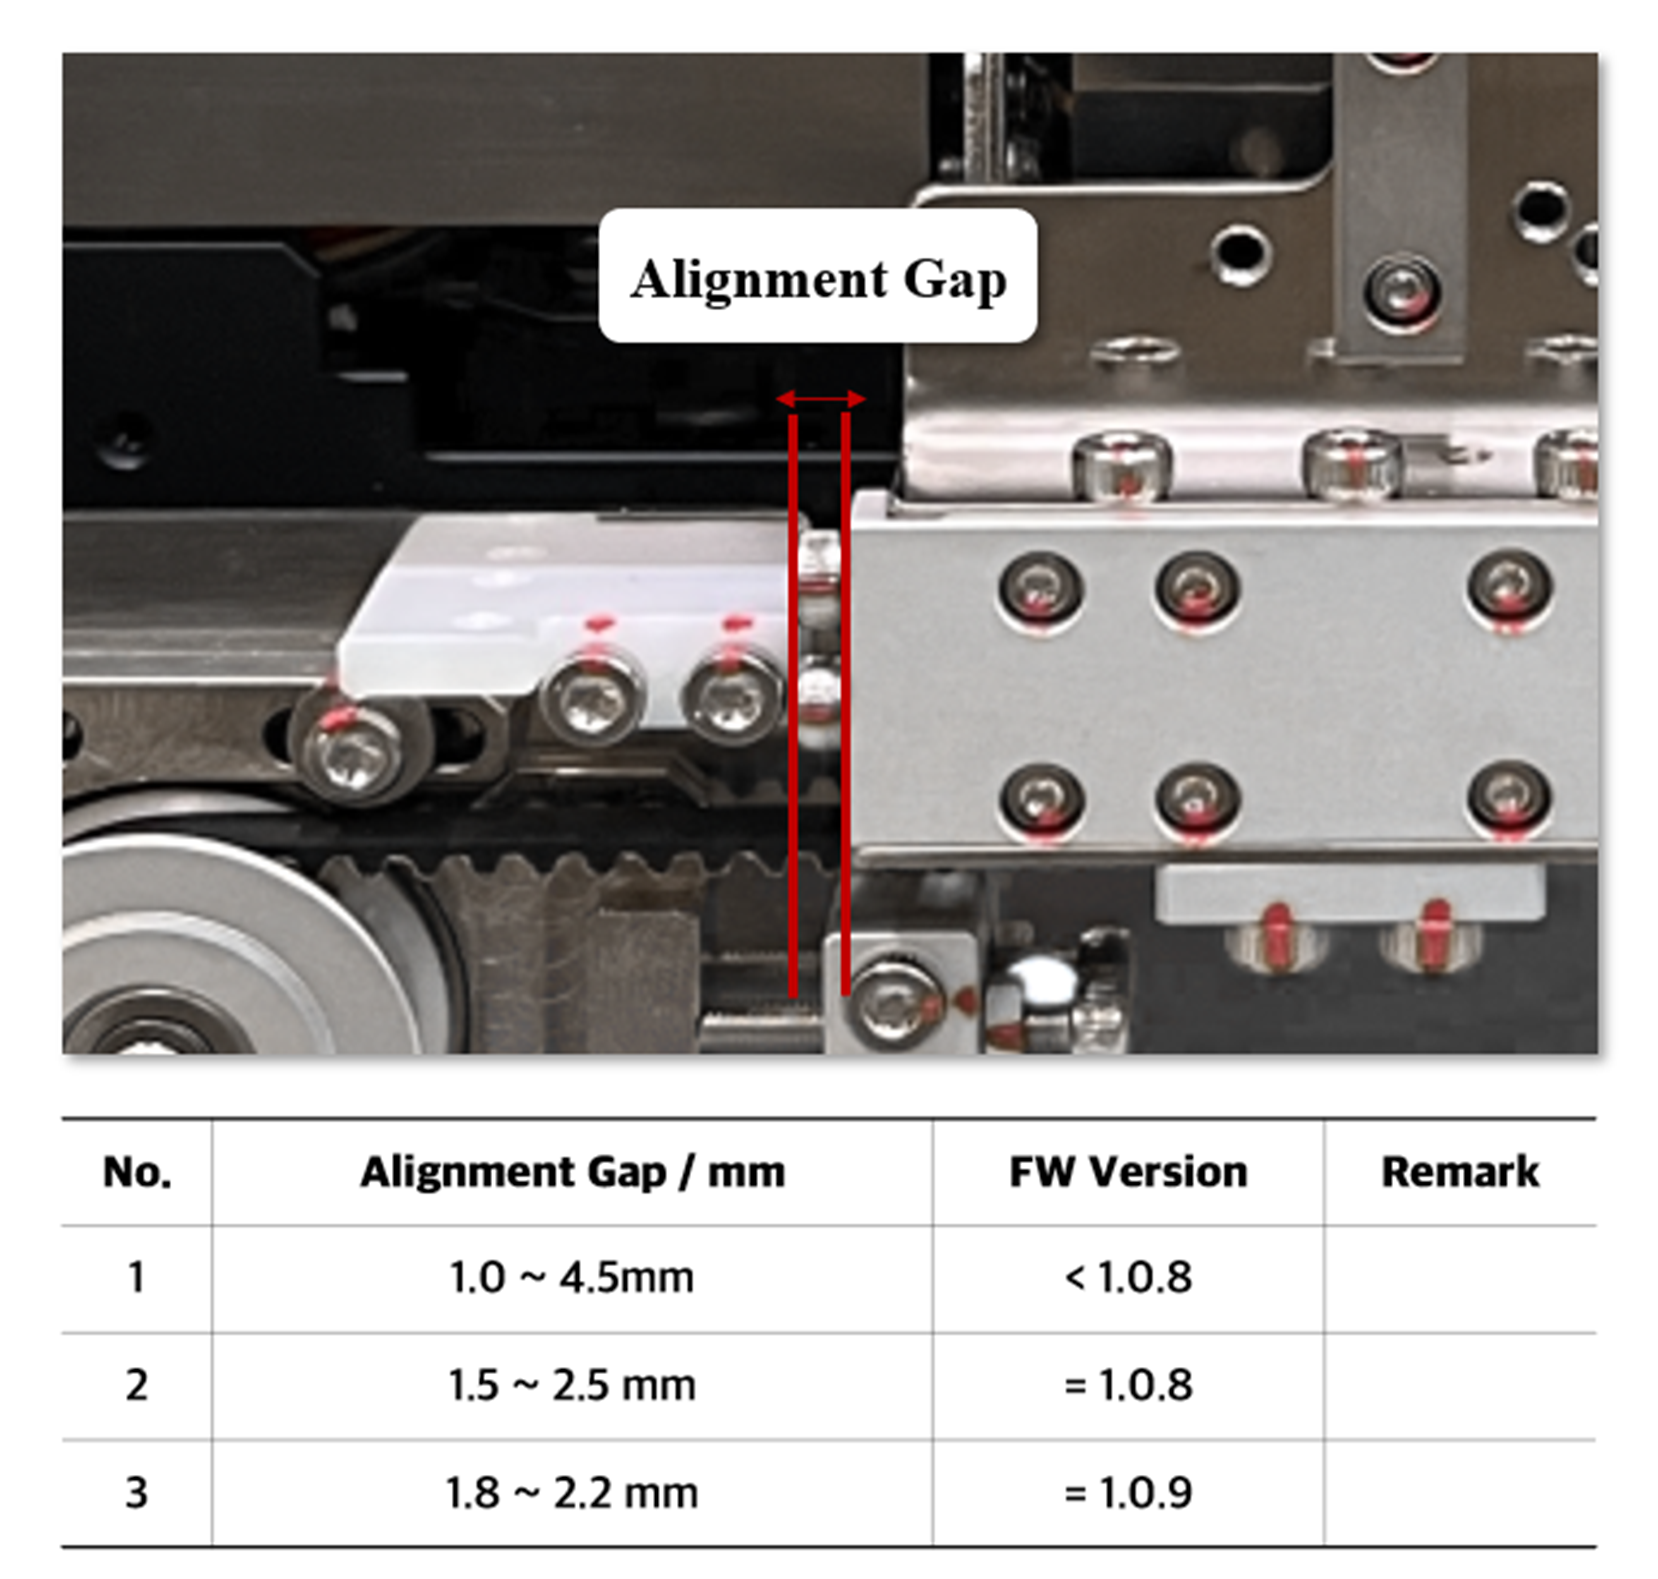 Alignment Gap
No. Alignment Gap / mm FW Version Remark
1 1.0 ~ 4.5mm < 1.0.8
2 1.5 ~ 2.5 mm = 1.0.8
3 1.8 ~ 2.2 mm = 1.0.9